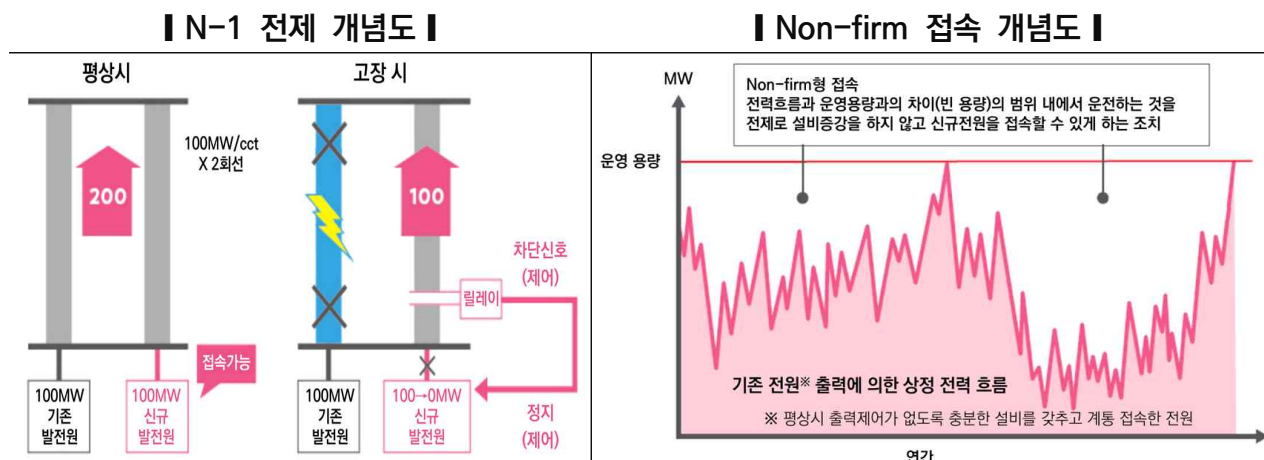 ▎N-1 전제 개념도▎
평상시
고장 시
100MW/cct
X 2회선
200
100
차단신호
(제어)
릴레이
접속가능
100MW
기존
발전원
100MW
신규
발전원
100MW
기존
발전원
100→0MW
신규
발전원
정지
(제어)
▎Non-firm 접속 개념도▎
MW
Non-firm형 접속
전력흐름과 운영용량과의 차이(빈 용량)의 범위 내에서 운전하는 것을
전제로 설비증강을 하지 않고 신규전원을 접속할 수 있게 하는 조치
운영 용량
기존 전원※ 출력에 의한 상정 전력 흐름
※ 평상시 출력제어가 없도록 충분한 설비를 갖추고 계통 접속한 전원
연간